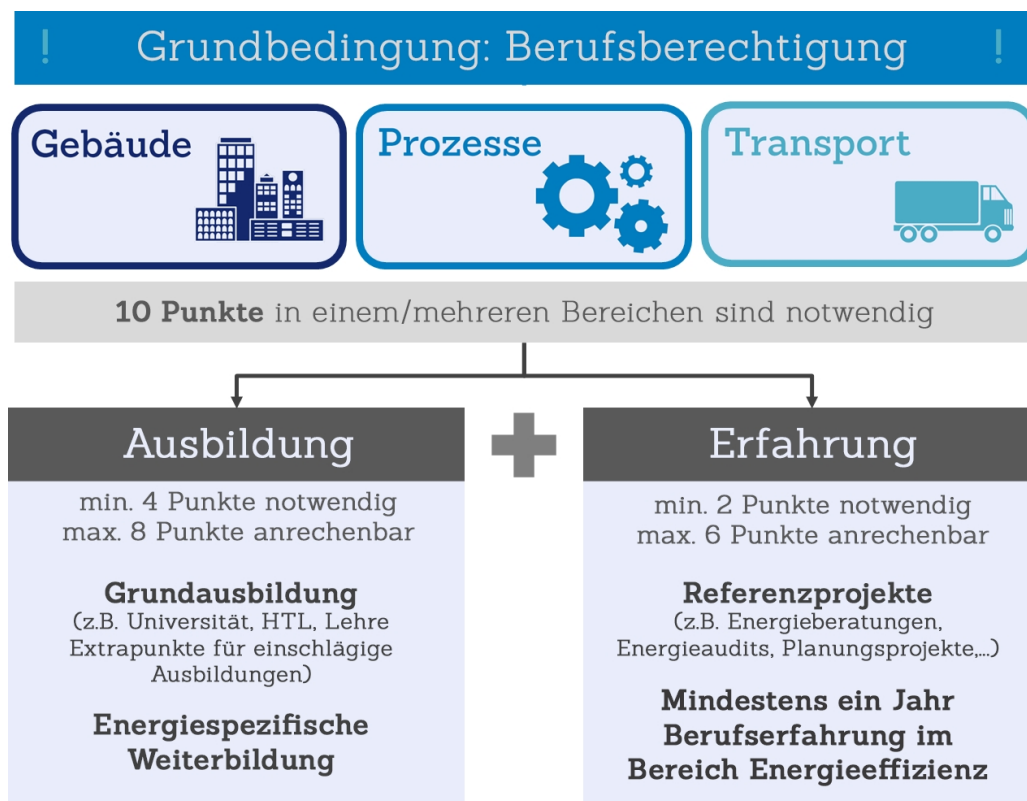 ! Grundbedingung: Berufsberechtigung !
Gebäude
Prozesse
Transport
10 Punkte in einem/mehreren Bereichen sind notwendig
Ausbildung
min. 4 Punkte notwendig
max. 8 Punkte anrechenbar
Grundausbildung
(z.B. Universität, HTL, Lehre
Extrapunkte für einschlägige
Ausbildungen)
Energiespezifische
Weiterbildung
Erfahrung
min. 2 Punkte notwendig
max. 6 Punkte anrechenbar
Referenzprojekte
(z.B. Energieberatungen,
Energieaudits, Planungsprojekte,...)
Mindestens ein Jahr
Berufserfahrung im
Bereich Energieeffizienz